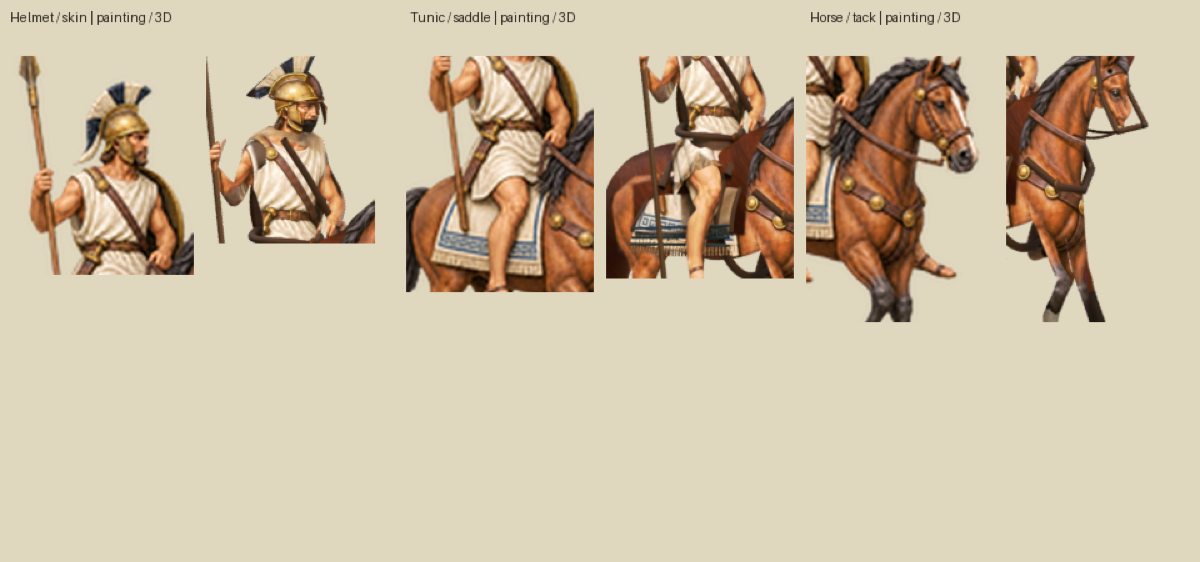 Helmet / skin | painting / 3D
Tunic / saddle | painting / 3D
Horse / tack | painting / 3D